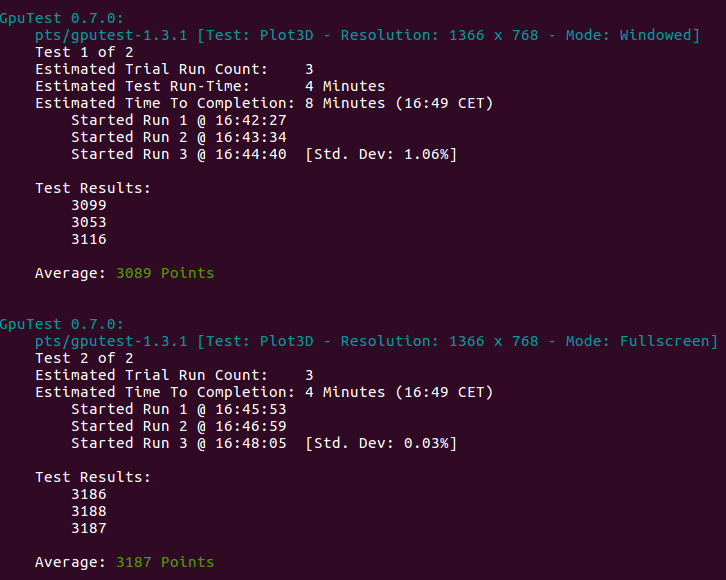 GpuTest 0.7.0:
pts/gputest-1.3.1 [Test: Plot3D - Resolution: 1366 x 768 - Mode: Windowed]
Test 1 of 2
Estimated Trial Run Count:    3
Estimated Test Run-Time:      4 Minutes
Estimated Time To Completion: 8 Minutes (16:49 CET)
Started Run 1 @ 16:42:27
Started Run 2 @ 16:43:34
Started Run 3 @ 16:44:40  [Std. Dev: 1.06%]
Test Results:
3099
3053
3116
Average: 3089 Points
GpuTest 0.7.0:
pts/gputest-1.3.1 [Test: Plot3D - Resolution: 1366 x 768 - Mode: Fullscreen]
Test 2 of 2
Estimated Trial Run Count:    3
Estimated Time To Completion: 4 Minutes (16:49 CET)
Started Run 1 @ 16:45:53
Started Run 2 @ 16:46:59
Started Run 3 @ 16:48:05  [Std. Dev: 0.03%]
Test Results:
3186
3188
3187
Average: 3187 Points